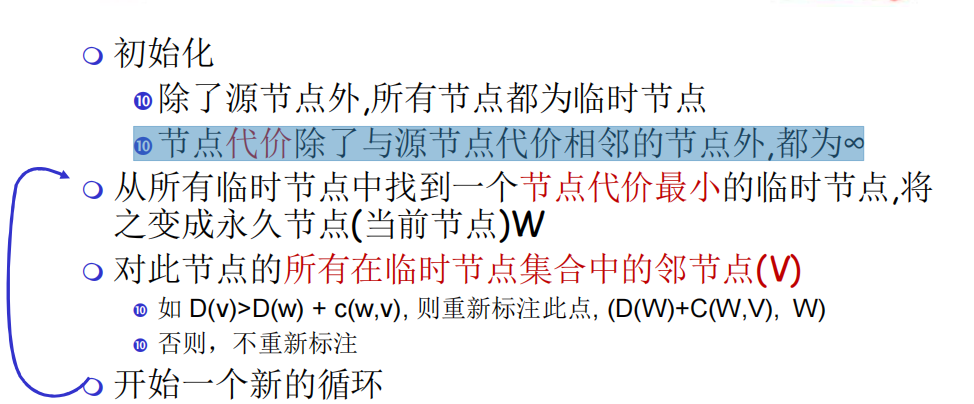 初始化
❿除了源节点外,所有节点都为临时节点
❿节点代价除了与源节点代价相邻的节点外,都为∞
从所有临时节点中找到一个节点代价最小的临时节点,将
之变成永久节点(当前节点)W
对此节点的所有在临时节点集合中的邻节点(V)
❿ 如 D(v)>D(w) + c(w,v), 则重新标注此点, (D(W)+C(W,V), W)
❿ 否则，不重新标注
开始一个新的循环